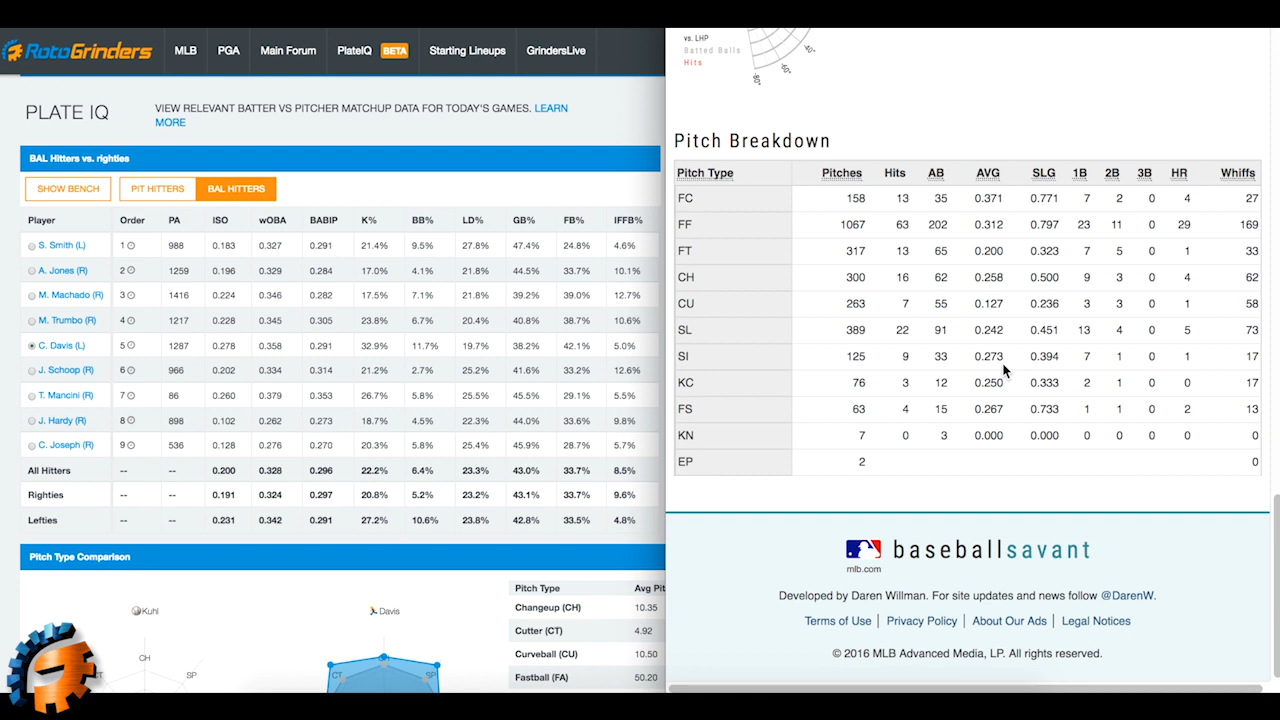 RotoGrinders MLB PGA Main Forum PlateIQ BETA Starting Lineups GrindersLive
PLATE IQ
VIEW RELEVANT BATTER VS PITCHER MATCHUP DATA FOR TODAY'S GAMES. LEARN
MORE
BAL Hitters vs. righties
SHOW BENCH PIT HITTERS BAL HITTERS
Player Order PA ISO wOBA BABIP K% BB% LD% GB% FB% IFFB%
S. Smith (L) 1 988 0.183 0.327 0.291 21.4% 9.5% 27.8% 47.4% 24.8% 4.6%
A. Jones (R) 2 1259 0.196 0.329 0.284 17.0% 4.1% 21.8% 44.5% 33.7% 10.1%
M. Machado (R) 3 1416 0.224 0.346 0.282 17.5% 7.1% 21.8% 39.2% 39.0% 12.7%
M. Trumbo (R) 4 1217 0.228 0.345 0.305 23.8% 6.7% 20.4% 40.8% 38.7% 10.6%
C. Davis (L) 5 1287 0.278 0.358 0.291 32.9% 11.7% 19.7% 38.2% 42.1% 5.0%
J. Schoop (R) 6 966 0.202 0.334 0.314 21.2% 2.7% 25.2% 41.6% 33.2% 12.6%
T. Mancini (R) 7 86 0.260 0.379 0.353 26.7% 5.8% 25.5% 45.5% 29.1% 5.5%
J. Hardy (R) 8 898 0.102 0.262 0.273 18.7% 4.5% 22.3% 44.0% 33.6% 9.8%
C. Joseph (R) 9 536 0.128 0.276 0.270 20.3% 5.8% 25.4% 45.9% 28.7% 5.7%
All Hitters -- -- 0.200 0.328 0.296 22.2% 6.4% 23.3% 43.0% 33.7% 8.5%
Righties -- -- 0.191 0.324 0.297 20.8% 5.2% 23.2% 43.1% 33.7% 9.6%
Lefties -- -- 0.231 0.342 0.291 27.2% 10.6% 23.8% 42.8% 33.5% 4.8%
Pitch Type Comparison
Kuhl
CH
CT SP
Davis
CH
CT SP
Pitch Type Avg Pit
Changeup (CH) 10.35
Cutter (CT) 4.92
Curveball (CU) 10.50
Fastball (FA) 50.20
vs. LHP
Batted Balls
Hits
-40°
-60°
-80°
Pitch Breakdown
Pitch Type Pitches Hits AB AVG SLG 1B 2B 3B HR Whiffs
FC 158 13 35 0.371 0.771 7 2 0 4 27
FF 1067 63 202 0.312 0.797 23 11 0 29 169
FT 317 13 65 0.200 0.323 7 5 0 1 33
CH 300 16 62 0.258 0.500 9 3 0 4 62
CU 263 7 55 0.127 0.236 3 3 0 1 58
SL 389 22 91 0.242 0.451 13 4 0 5 73
SI 125 9 33 0.273 0.394 7 1 0 1 17
KC 76 3 12 0.250 0.333 2 1 0 0 17
FS 63 4 15 0.267 0.733 1 1 0 2 13
KN 7 0 3 0.000 0.000 0 0 0 0 0
EP 2 0
mlb.com
baseballsavant
Developed by Daren Willman. For site updates and news follow @DarenW.
Terms of Use | Privacy Policy | About Our Ads | Legal Notices
© 2016 MLB Advanced Media, LP. All rights reserved.